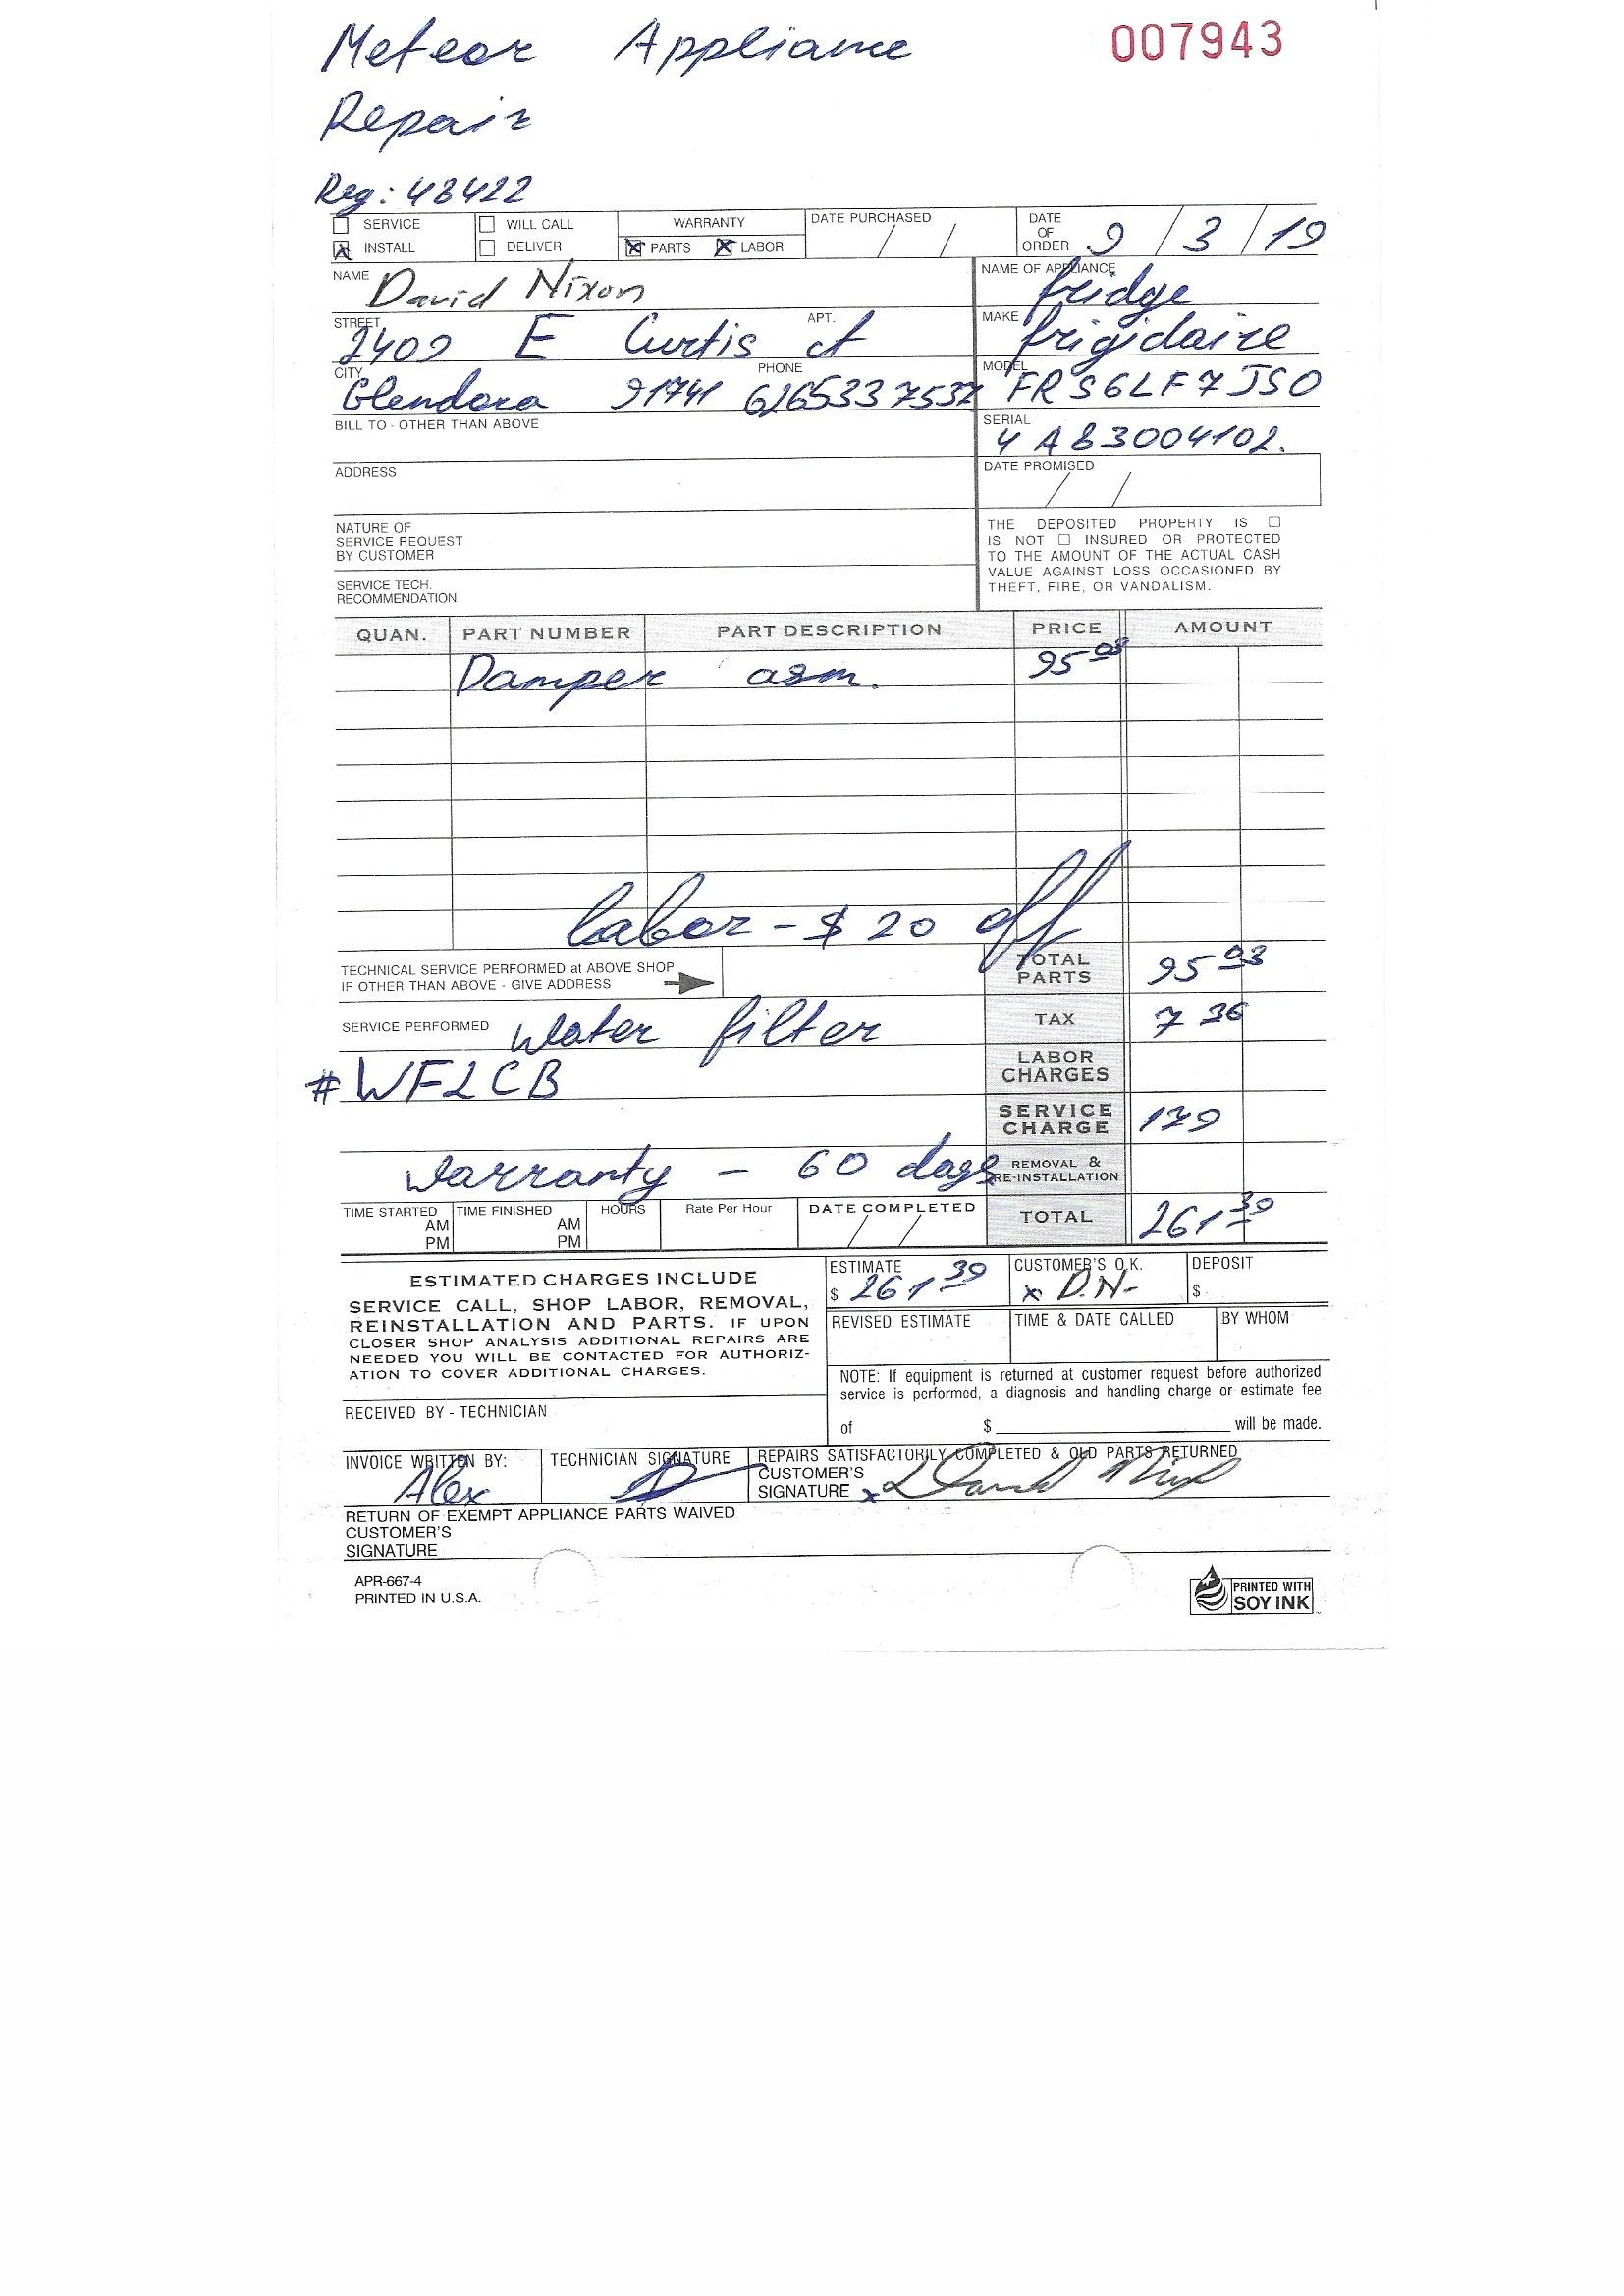 Meteor Appliance 007943
Repair
Reg: 48422
SERVICE WILL CALL WARRANTY DATE PURCHASED / / DATE OF ORDER 9 / 3 / 19
INSTALL DELIVER PARTS LABOR
NAME David Nixon NAME OF APPLIANCE fridge
STREET 2409 E Curtis ct APT. MAKE frigidaire
CITY Glendora 91741 PHONE 6265337537 MODEL FRS6LF7JSO
BILL TO - OTHER THAN ABOVE SERIAL 4A83004102.
ADDRESS DATE PROMISED / /
NATURE OF
SERVICE REQUEST
BY CUSTOMER
SERVICE TECH.
RECOMMENDATION
THE DEPOSITED PROPERTY IS ☐
IS NOT ☐ INSURED OR PROTECTED
TO THE AMOUNT OF THE ACTUAL CASH
VALUE AGAINST LOSS OCCASIONED BY
THEFT, FIRE, OR VANDALISM.
QUAN. PART NUMBER PART DESCRIPTION PRICE AMOUNT
Damper asm. 95 03
labor - $20 off
TECHNICAL SERVICE PERFORMED at ABOVE SHOP
IF OTHER THAN ABOVE - GIVE ADDRESS
TOTAL PARTS 95 03
SERVICE PERFORMED Water filter TAX 7 36
#WF2CB LABOR CHARGES
SERVICE CHARGE 179
warranty - 60 days REMOVAL & RE-INSTALLATION
TIME STARTED AM PM TIME FINISHED AM PM HOURS Rate Per Hour DATE COMPLETED / / TOTAL 261 39
ESTIMATED CHARGES INCLUDE
SERVICE CALL, SHOP LABOR, REMOVAL,
REINSTALLATION AND PARTS. IF UPON
CLOSER SHOP ANALYSIS ADDITIONAL REPAIRS ARE
NEEDED YOU WILL BE CONTACTED FOR AUTHORIZ-
ATION TO COVER ADDITIONAL CHARGES.
ESTIMATE $ 261 39 CUSTOMER'S O.K. x D.N- DEPOSIT $
REVISED ESTIMATE TIME & DATE CALLED BY WHOM
NOTE: If equipment is returned at customer request before authorized
service is performed, a diagnosis and handling charge or estimate fee
of $ will be made.
RECEIVED BY - TECHNICIAN
INVOICE WRITTEN BY: Alex TECHNICIAN SIGNATURE REPAIRS SATISFACTORILY COMPLETED & OLD PARTS RETURNED
CUSTOMER'S
SIGNATURE x David Nixon
RETURN OF EXEMPT APPLIANCE PARTS WAIVED
CUSTOMER'S
SIGNATURE
APR-667-4
PRINTED IN U.S.A.
PRINTED WITH
SOY INK